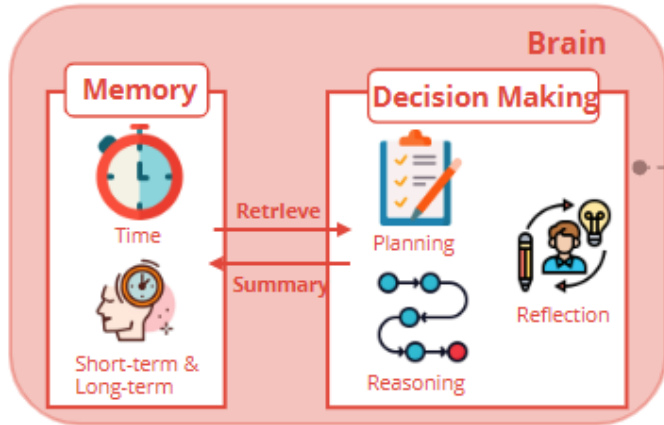 Brain
Memory
Decision Making
Time
Retrieve
Summary
Short-term &
Long-term
Planning
Reasoning
Reflection